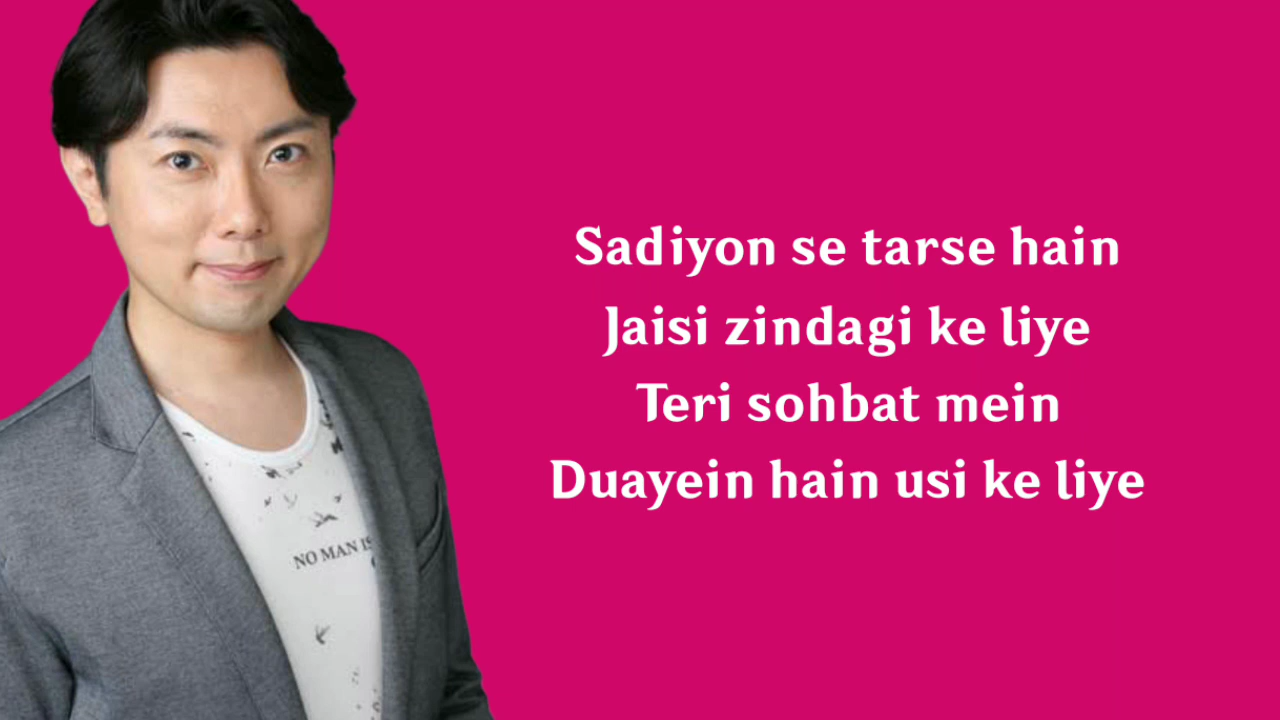 Sadiyon se tarse hain
Jaisi zindagi ke liye
Teri sohbat mein
Duayein hain usi ke liye
NO MAN IS